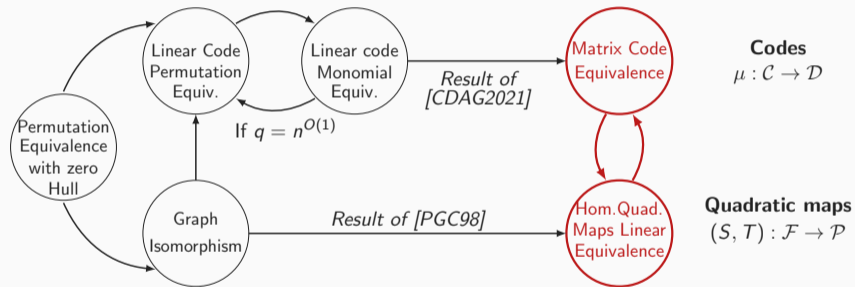 Linear Code
Permutation
Equiv.
Linear code
Monomial
Equiv.
Result of
[CDAG2021]
If q = n^{O(1)}
Matrix Code
Equivalence
Codes
μ : 𝒞 → 𝒟
Permutation
Equivalence
with zero
Hull
Graph
Isomorphism
Result of [PGC98]
Hom.Quad.
Maps Linear
Equivalence
Quadratic maps
(S, T) : ℱ → 𝒫